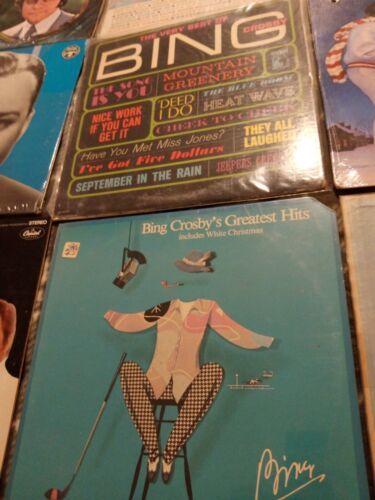 THE VERY BEST OF
BING
CROSBY
THE SONG
IS YOU
MOUNTAIN
GREENERY
NICE WORK
IF YOU CAN
GET IT
DEED
I DO
THE BLUE ROOM
HEAT WAVE
CHEEK TO CHEEK
Have You Met Miss Jones?
THEY ALL
LAUGHED
I've Got Five Dollars
SEPTEMBER IN THE RAIN
JEEPERS
STEREO
Capitol
Bing Crosby's Greatest Hits
includes White Christmas
Bing